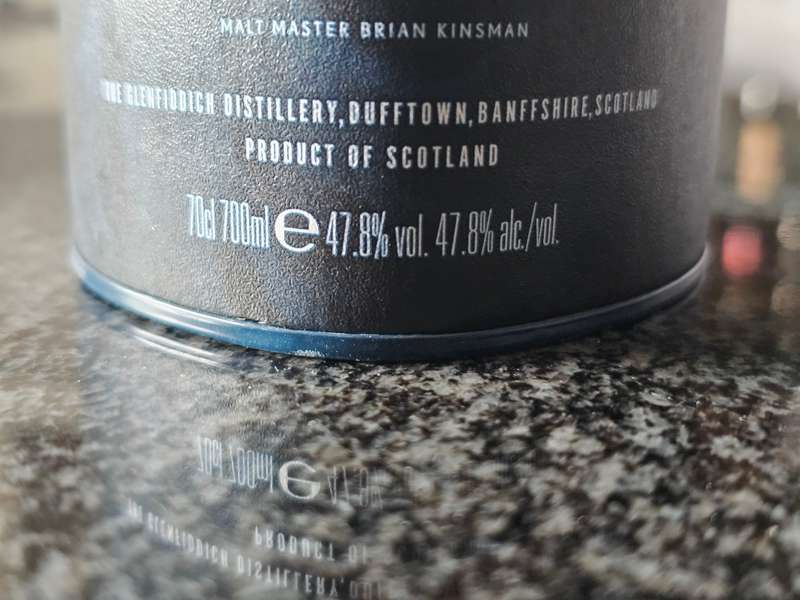 MALT MASTER BRIAN KINSMAN
THE GLENFIDDICH DISTILLERY, DUFFTOWN, BANFFSHIRE, SCOTLAND
PRODUCT OF SCOTLAND
70cl 700ml e 47.8% vol. 47.8% alc./vol.